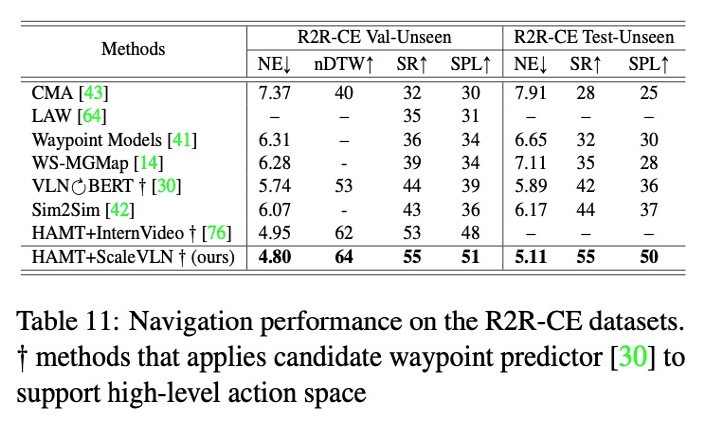 Methods R2R-CE Val-Unseen R2R-CE Test-Unseen
NE↓ nDTW↑ SR↑ SPL↑ NE↓ SR↑ SPL↑
CMA [43] 7.37 40 32 30 7.91 28 25
LAW [64] – – 35 31 – – –
Waypoint Models [41] 6.31 – 36 34 6.65 32 30
WS-MGMap [14] 6.28 - 39 34 7.11 35 28
VLN↻BERT † [30] 5.74 53 44 39 5.89 42 36
Sim2Sim [42] 6.07 - 43 36 6.17 44 37
HAMT+InternVideo † [76] 4.95 62 53 48 – – –
HAMT+ScaleVLN † (ours) 4.80 64 55 51 5.11 55 50
Table 11: Navigation performance on the R2R-CE datasets.
† methods that applies candidate waypoint predictor [30] to
support high-level action space